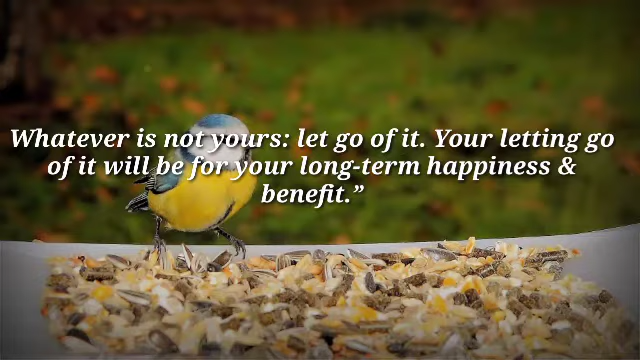 Whatever is not yours: let go of it. Your letting go
of it will be for your long-term happiness &
benefit.”